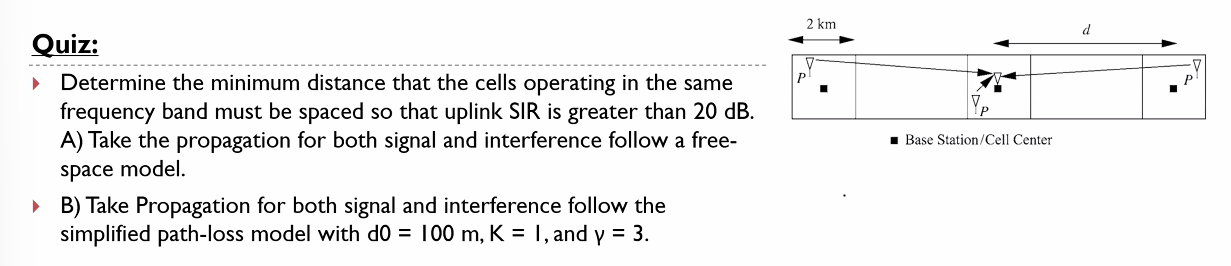 Quiz:
Determine the minimum distance that the cells operating in the same
frequency band must be spaced so that uplink SIR is greater than 20 dB.
A) Take the propagation for both signal and interference follow a free-
space model.
B) Take Propagation for both signal and interference follow the
simplified path-loss model with d0 = 100 m, K = 1, and γ = 3.
2 km
d
P
P
P
■ Base Station/Cell Center